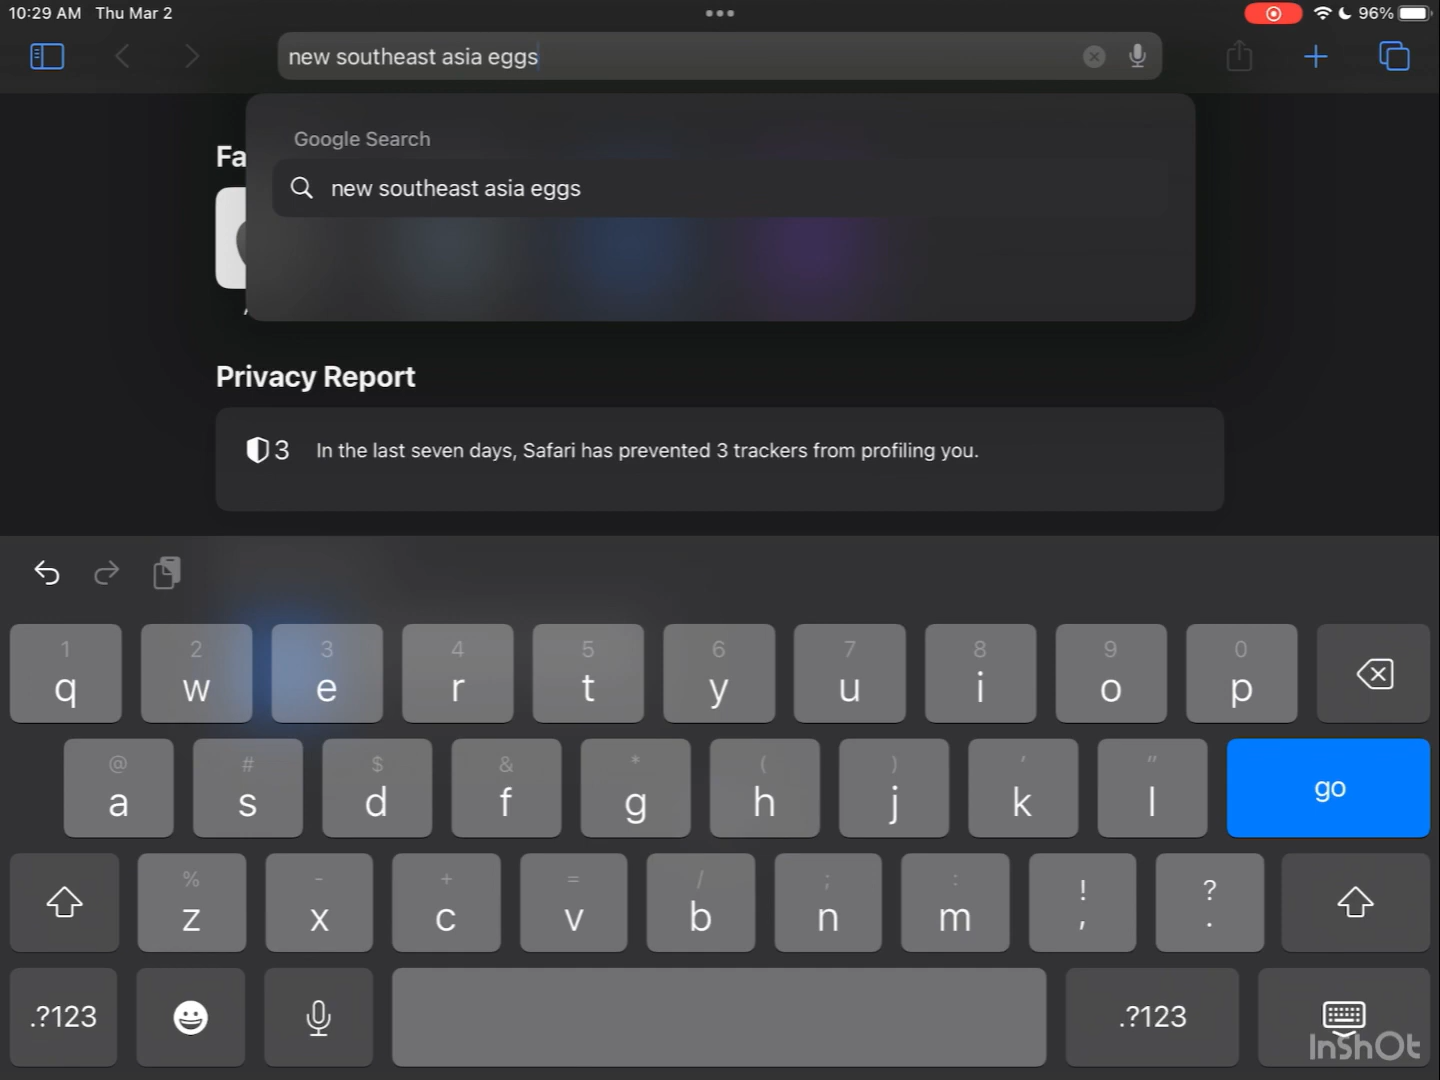 10:29 AM Thu Mar 2
96%
new southeast asia eggs
Google Search
new southeast asia eggs
Fa
Privacy Report
3 In the last seven days, Safari has prevented 3 trackers from profiling you.
1 2 3 4 5 6 7 8 9 0
q w e r t y u i o p
@ # $ & * ( ) ' "
a s d f g h j k l go
% - + = / ; : ! ?
z x c v b n m , .
.?123 .?123
InShOt